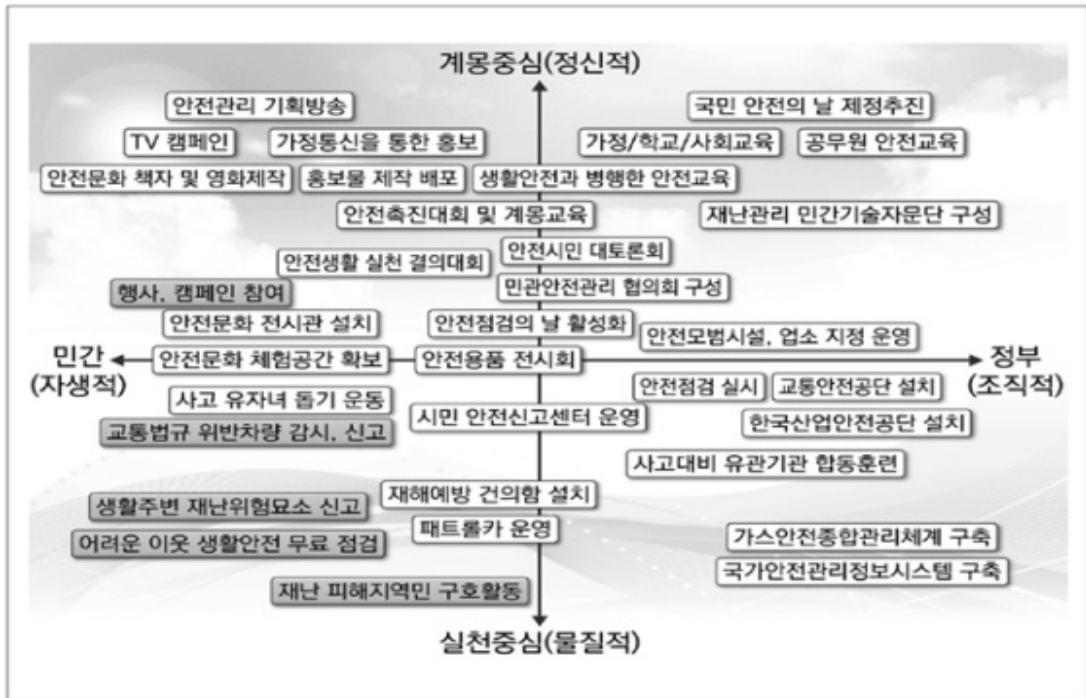 계몽중심(정신적)
안전관리 기획방송
국민 안전의 날 제정추진
TV 캠페인
가정통신을 통한 홍보
가정/학교/사회교육
공무원 안전교육
안전문화 책자 및 영화제작
홍보물 제작 배포
생활안전과 병행한 안전교육
안전촉진대회 및 계몽교육
재난관리 민간기술자문단 구성
안전시민 대토론회
안전생활 실천 결의대회
민관안전관리 협의회 구성
행사, 캠페인 참여
안전문화 전시관 설치
안전점검의 날 활성화
안전모범시설, 업소 지정 운영
민간
(자생적)
안전문화 체험공간 확보
안전용품 전시회
정부
(조직적)
안전점검 실시
교통안전공단 설치
사고 유자녀 돕기 운동
시민 안전신고센터 운영
한국산업안전공단 설치
교통법규 위반차량 감시, 신고
사고대비 유관기관 합동훈련
재해예방 건의함 설치
생활주변 재난위험묘소 신고
패트롤카 운영
가스안전종합관리체계 구축
어려운 이웃 생활안전 무료 점검
국가안전관리정보시스템 구축
재난 피해지역민 구호활동
실천중심(물질적)